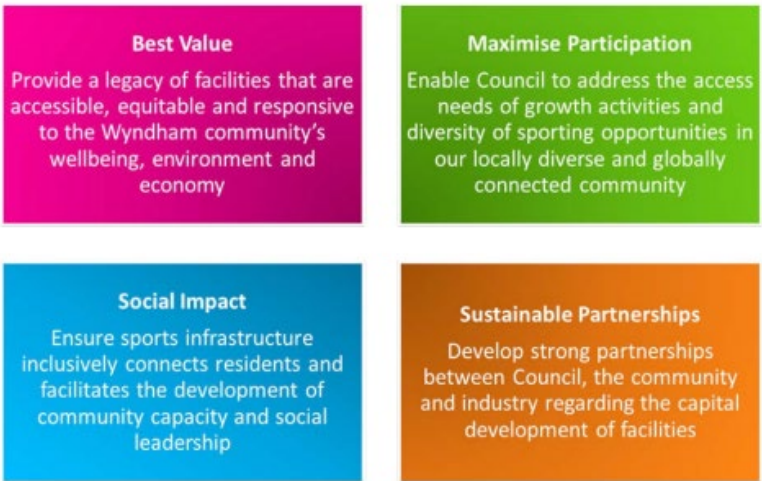 Best Value
Provide a legacy of facilities that are
accessible, equitable and responsive
to the Wyndham community's
wellbeing, environment and
economy
Maximise Participation
Enable Council to address the access
needs of growth activities and
diversity of sporting opportunities in
our locally diverse and globally
connected community
Social Impact
Ensure sports infrastructure
inclusively connects residents and
facilitates the development of
community capacity and social
leadership
Sustainable Partnerships
Develop strong partnerships
between Council, the community
and industry regarding the capital
development of facilities